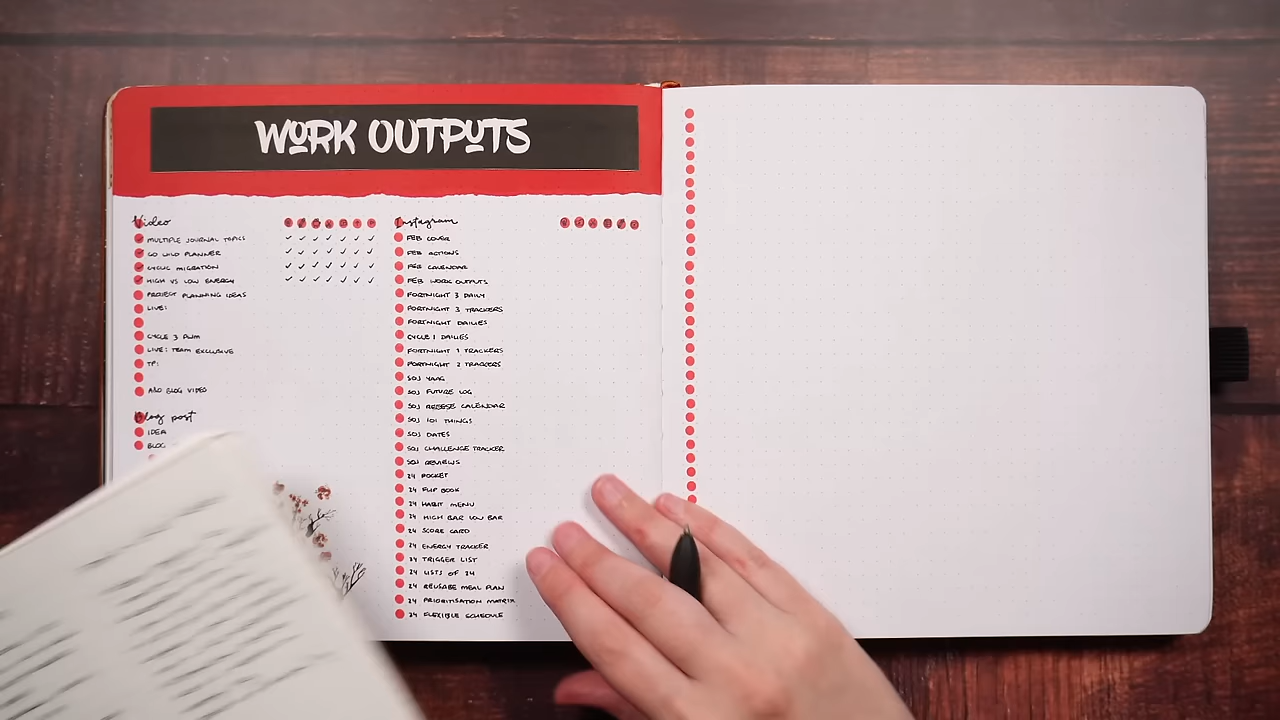 WORK OUTPUTS
Video
MULTIPLE JOURNAL TOPICS
GO WILD PLANNER
CYCLIC MIGRATION
HIGH VS LOW ENERGY
PROJECT PLANNING IDEAS
LIVE:
CYCLE 3 PWM
LIVE: TEAM EXCLUSIVE
TP:
ABD BLOG VIDEO
Blog post
IDEA
BLOG
Instagram
FEB COVER
FEB ACTIONS
FEB CALENDAR
FEB WORK OUTPUTS
FORTNIGHT 3 DAILY
FORTNIGHT 3 TRACKERS
FORTNIGHT DAILIES
CYCLE 1 DAILIES
FORTNIGHT 1 TRACKERS
FORTNIGHT 2 TRACKERS
SOJ
SOJ FUTURE LOG
SOJ CALENDAR
SOJ 101 THINGS
SOJ DATES
SOJ CHALLENGE TRACKER
SOJ REVIEWS
24 POCKET
24 FLIP BOOK
24 HABIT MENU
24 HIGH BAR LOW BAR
24 SCORE CARD
24 ENERGY TRACKER
24 TRIGGER LIST
24 LISTS OF 24
24 REUSABE MEAL PLAN
24 PRIORITISATION MATRIX
24 FLEXIBLE SCHEDULE